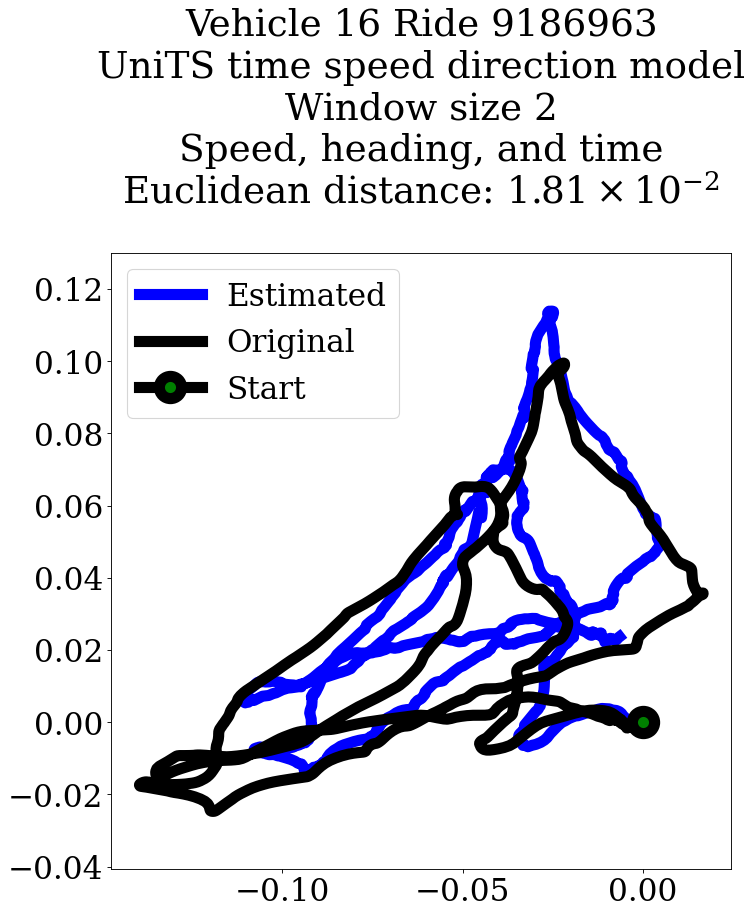 Vehicle 16 Ride 9186963
UniTS time speed direction model
Window size 2
Speed, heading, and time
Euclidean distance: 1.81 × 10⁻²
Estimated
Original
Start
0.12
0.10
0.08
0.06
0.04
0.02
0.00
−0.02
−0.04
−0.10
−0.05
0.00